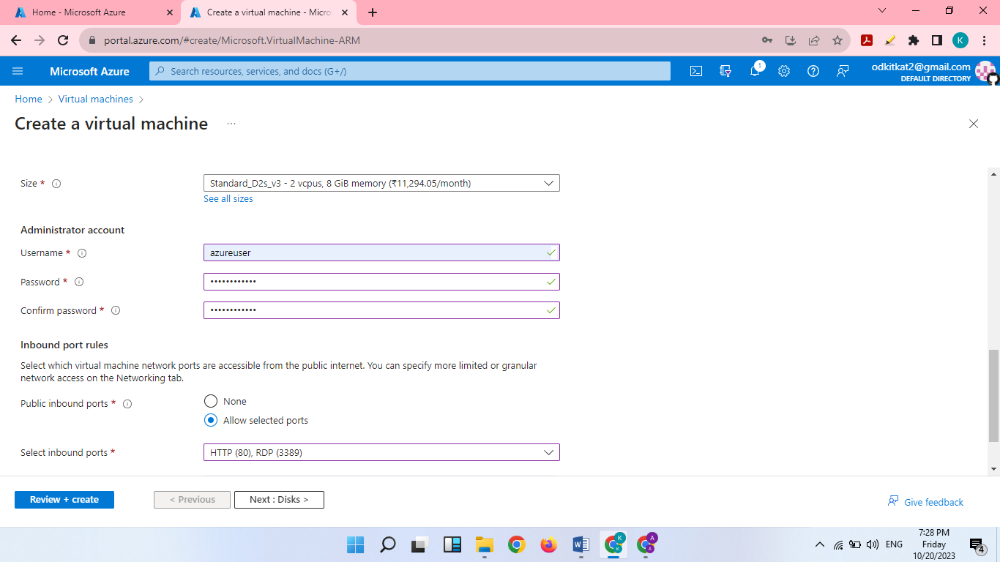 Home - Microsoft Azure
Create a virtual machine - Micros
portal.azure.com/#create/Microsoft.VirtualMachine-ARM
K
Microsoft Azure
Search resources, services, and docs (G+/)
1
odkitkat2@gmail.com
DEFAULT DIRECTORY
Home > Virtual machines >
Create a virtual machine ...
Size *
Standard_D2s_v3 - 2 vcpus, 8 GiB memory (₹11,294.05/month)
See all sizes
Administrator account
Username *
azureuser
Password *
••••••••••••
Confirm password *
••••••••••••
Inbound port rules
Select which virtual machine network ports are accessible from the public internet. You can specify more limited or granular
network access on the Networking tab.
Public inbound ports *
None
Allow selected ports
Select inbound ports *
HTTP (80), RDP (3389)
Review + create
< Previous
Next : Disks >
Give feedback
K
A
ENG
7:28 PM
Friday
10/20/2023
4